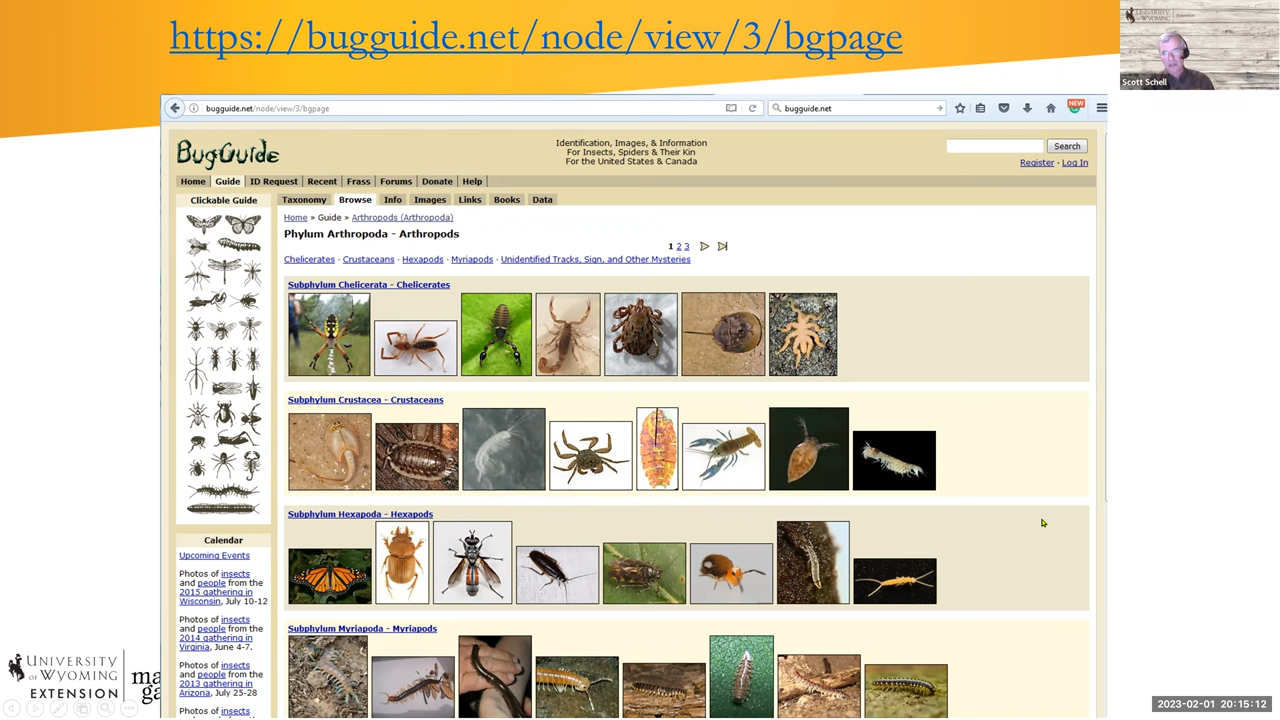 https://bugguide.net/node/view/3/bgpage
UNIVERSITY
OF WYOMING
Extension
Scott Schell
bugguide.net/node/view/3/bgpage
bugguide.net
NEW
BugGuide
Identification, Images, & Information
For Insects, Spiders & Their Kin
For the United States & Canada
Search
Register · Log In
Home Guide ID Request Recent Frass Forums Donate Help
Clickable Guide
Taxonomy Browse Info Images Links Books Data
Home » Guide » Arthropods (Arthropoda)
Phylum Arthropoda - Arthropods
1 2 3
Chelicerates · Crustaceans · Hexapods · Myriapods · Unidentified Tracks, Sign, and Other Mysteries
Subphylum Chelicerata - Chelicerates
Subphylum Crustacea - Crustaceans
Subphylum Hexapoda - Hexapods
Subphylum Myriapoda - Myriapods
Calendar
Upcoming Events
Photos of insects
and people from the
2015 gathering in
Wisconsin, July 10-12
Photos of insects
and people from the
2014 gathering in
Virginia, June 4-7.
Photos of insects
and people from the
2013 gathering in
Arizona, July 25-28
Photos of insects
UNIVERSITY
OF WYOMING
EXTENSION
ma
ga
2023-02-01 20:15:12